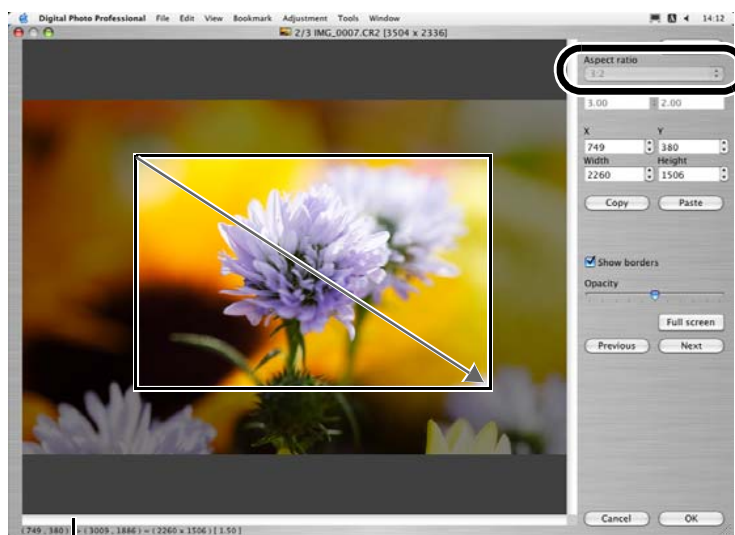 Digital Photo Professional File Edit View Bookmark Adjustment Tools Window A 14:12
2/3 IMG_0007.CR2 [3504 x 2336]
Aspect ratio
3:2
3.00 : 2.00
X Y
749 380
Width Height
2260 1506
Copy Paste
Show borders
Opacity
Full screen
Previous Next
Cancel OK
(749 , 380) (3009 , 1886) = (2260 x 1506) [1.50]